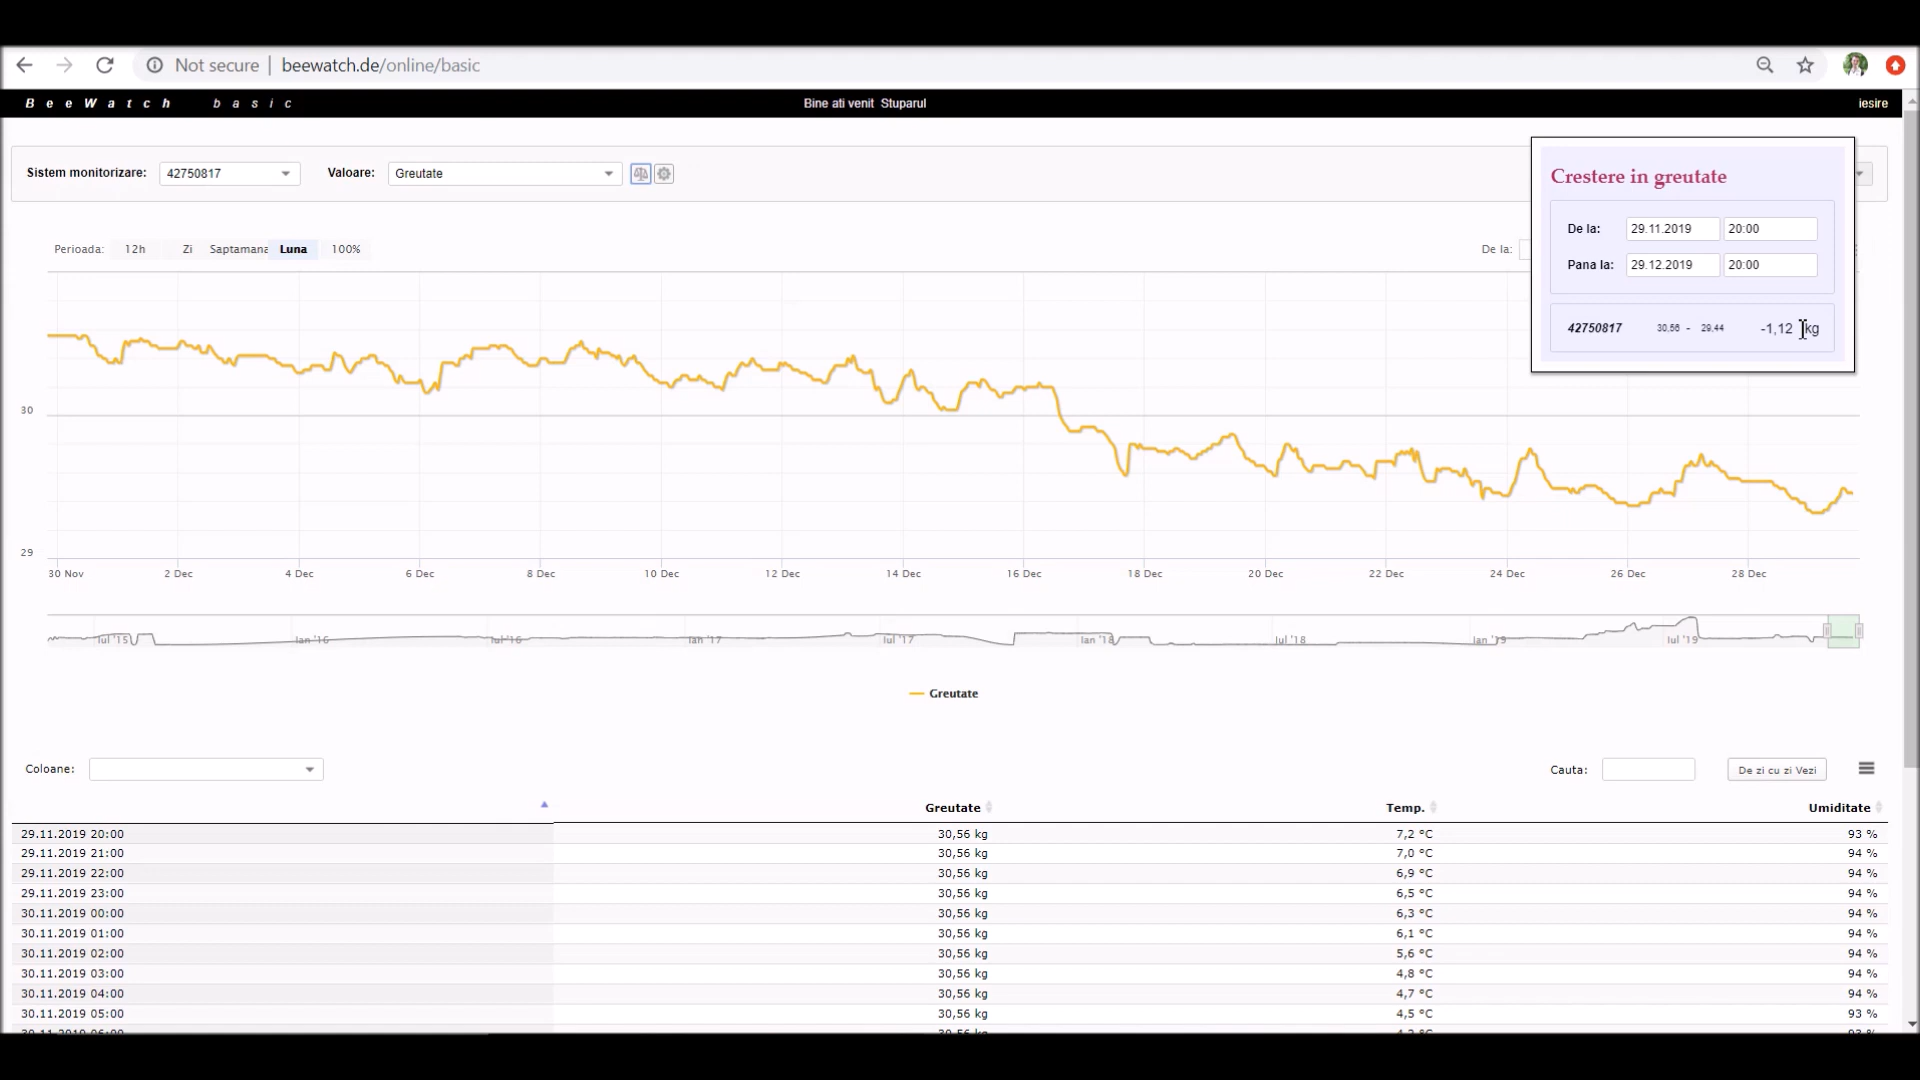 Not secure | beewatch.de/online/basic
BeeWatch basic
Bine ati venit Stuparul
iesire
Sistem monitorizare: 42750817 Valoare: Greutate
Crestere in greutate
De la: 29.11.2019 20:00
Pana la: 29.12.2019 20:00
42750817 30,56 - 29,44 -1,12 kg
Perioada: 12h Zi Saptamana Luna 100%
De la:
30
29
30 Nov 2 Dec 4 Dec 6 Dec 8 Dec 10 Dec 12 Dec 14 Dec 16 Dec 18 Dec 20 Dec 22 Dec 24 Dec 26 Dec 28 Dec
Iul '15 Ian '16 Iul '16 Ian '17 Iul '17 Ian '18 Iul '18 Ian '19 Iul '19
Greutate
Coloane:
Cauta: De zi cu zi Vezi
Greutate Temp. Umiditate
29.11.2019 20:00 30,56 kg 7,2 °C 93 %
29.11.2019 21:00 30,56 kg 7,0 °C 94 %
29.11.2019 22:00 30,56 kg 6,9 °C 94 %
29.11.2019 23:00 30,56 kg 6,5 °C 94 %
30.11.2019 00:00 30,56 kg 6,3 °C 94 %
30.11.2019 01:00 30,56 kg 6,1 °C 94 %
30.11.2019 02:00 30,56 kg 5,6 °C 94 %
30.11.2019 03:00 30,56 kg 4,8 °C 94 %
30.11.2019 04:00 30,56 kg 4,7 °C 94 %
30.11.2019 05:00 30,56 kg 4,5 °C 93 %